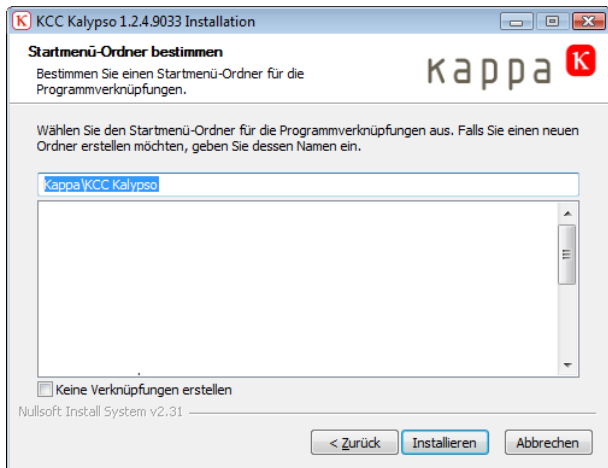 KCC Kalypso 1.2.4.9033 Installation
Startmenü-Ordner bestimmen
Bestimmen Sie einen Startmenü-Ordner für die
Programmverknüpfungen.
kappa K
Wählen Sie den Startmenü-Ordner für die Programmverknüpfungen aus. Falls Sie einen neuen
Ordner erstellen möchten, geben Sie dessen Namen ein.
Kappa\KCC Kalypso
Keine Verknüpfungen erstellen
Nullsoft Install System v2.31
< Zurück Installieren Abbrechen